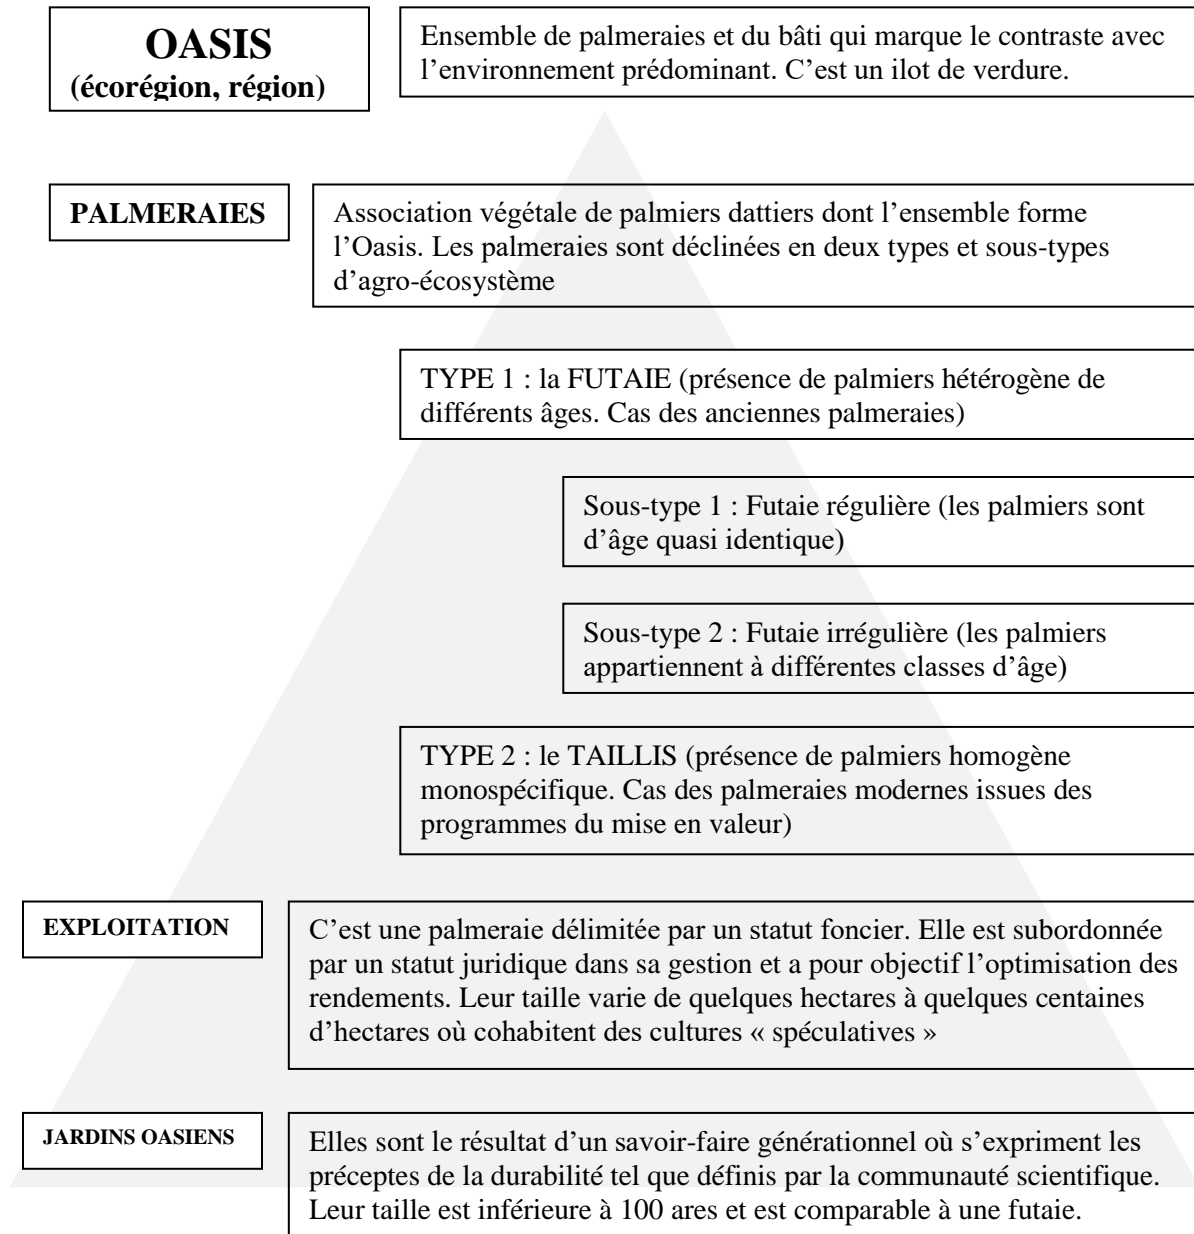 OASIS
(écorégion, région)
Ensemble de palmeraies et du bâti qui marque le contraste avec
l’environnement prédominant. C’est un ilot de verdure.
PALMERAIES
Association végétale de palmiers dattiers dont l’ensemble forme
l’Oasis. Les palmeraies sont déclinées en deux types et sous-types
d’agro-écosystème
TYPE 1 : la FUTAIE (présence de palmiers hétérogène de
différents âges. Cas des anciennes palmeraies)
Sous-type 1 : Futaie régulière (les palmiers sont
d’âge quasi identique)
Sous-type 2 : Futaie irrégulière (les palmiers
appartiennent à différentes classes d’âge)
TYPE 2 : le TAILLIS (présence de palmiers homogène
monospécifique. Cas des palmeraies modernes issues des
programmes du mise en valeur)
EXPLOITATION
C’est une palmeraie délimitée par un statut foncier. Elle est subordonnée
par un statut juridique dans sa gestion et a pour objectif l’optimisation des
rendements. Leur taille varie de quelques hectares à quelques centaines
d’hectares où cohabitent des cultures « spéculatives »
JARDINS OASIENS
Elles sont le résultat d’un savoir-faire générationnel où s’expriment les
préceptes de la durabilité tel que définis par la communauté scientifique.
Leur taille est inférieure à 100 ares et est comparable à une futaie.